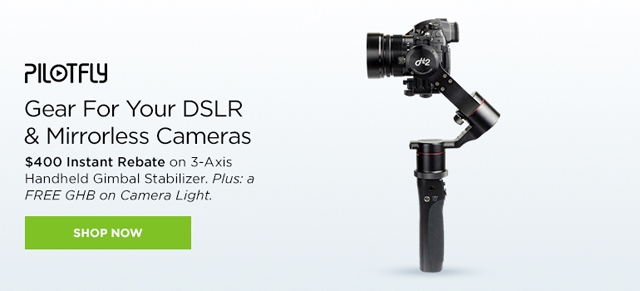 PILOTFLY
Gear For Your DSLR
& Mirrorless Cameras
$400 Instant Rebate on 3-Axis
Handheld Gimbal Stabilizer. Plus: a
FREE GHB on Camera Light.
SHOP NOW
H2